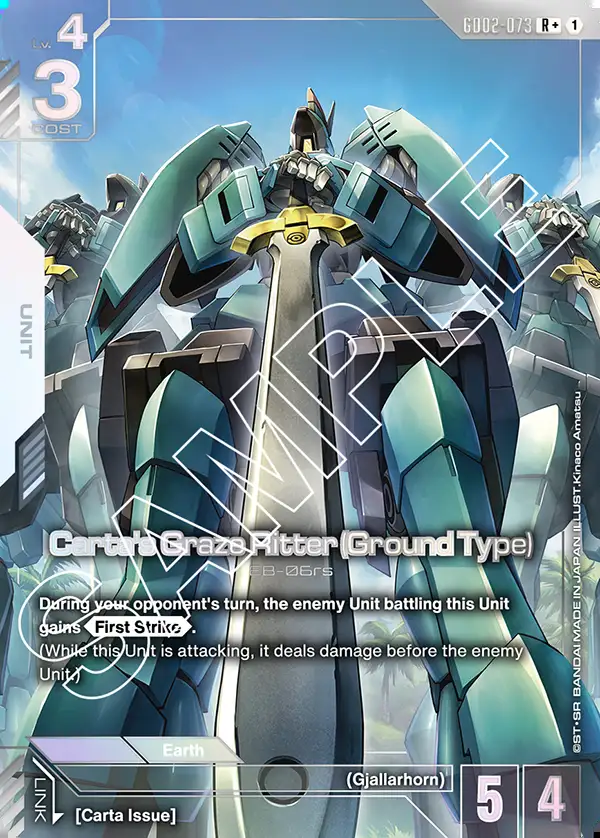 Lv. 4
GD02-073 R+ 1
3
COST
UNIT
SAMPLE
Carta's Graze Ritter (Ground Type)
EB-06rs
During your opponent's turn, the enemy Unit battling this Unit
gains First Strike.
(While this Unit is attacking, it deals damage before the enemy
Unit.)
©ST・SR BANDAI MADE IN JAPAN ILLUST:Kinaco Amatsu
Earth
(Gjallarhorn)
LINK
[Carta Issue]
5
4